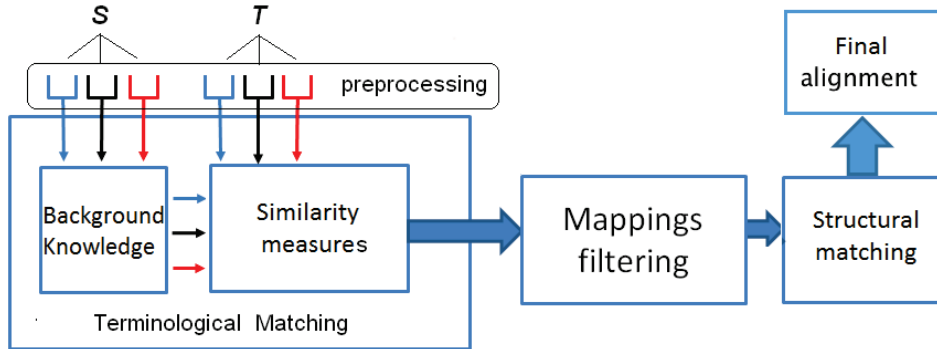 S T
preprocessing
Background
Knowledge
Similarity
measures
Terminological Matching
Mappings
filtering
Structural
matching
Final
alignment